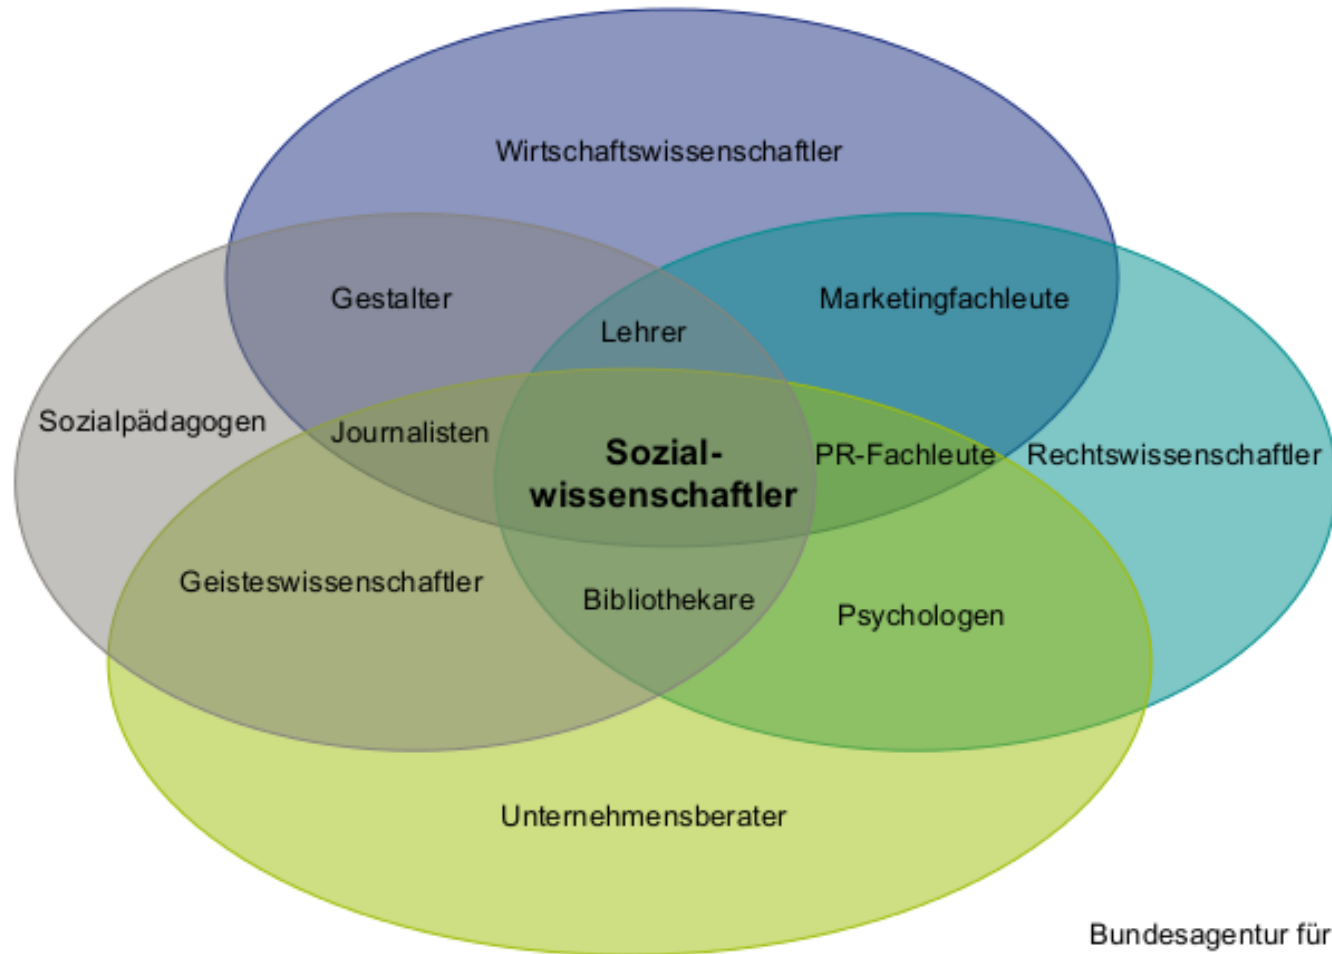 Wirtschaftswissenschaftler
Gestalter
Marketingfachleute
Lehrer
Sozialpädagogen
Journalisten
Sozial-
wissenschaftler
PR-Fachleute
Rechtswissenschaftler
Geisteswissenschaftler
Bibliothekare
Psychologen
Unternehmensberater
Bundesagentur für